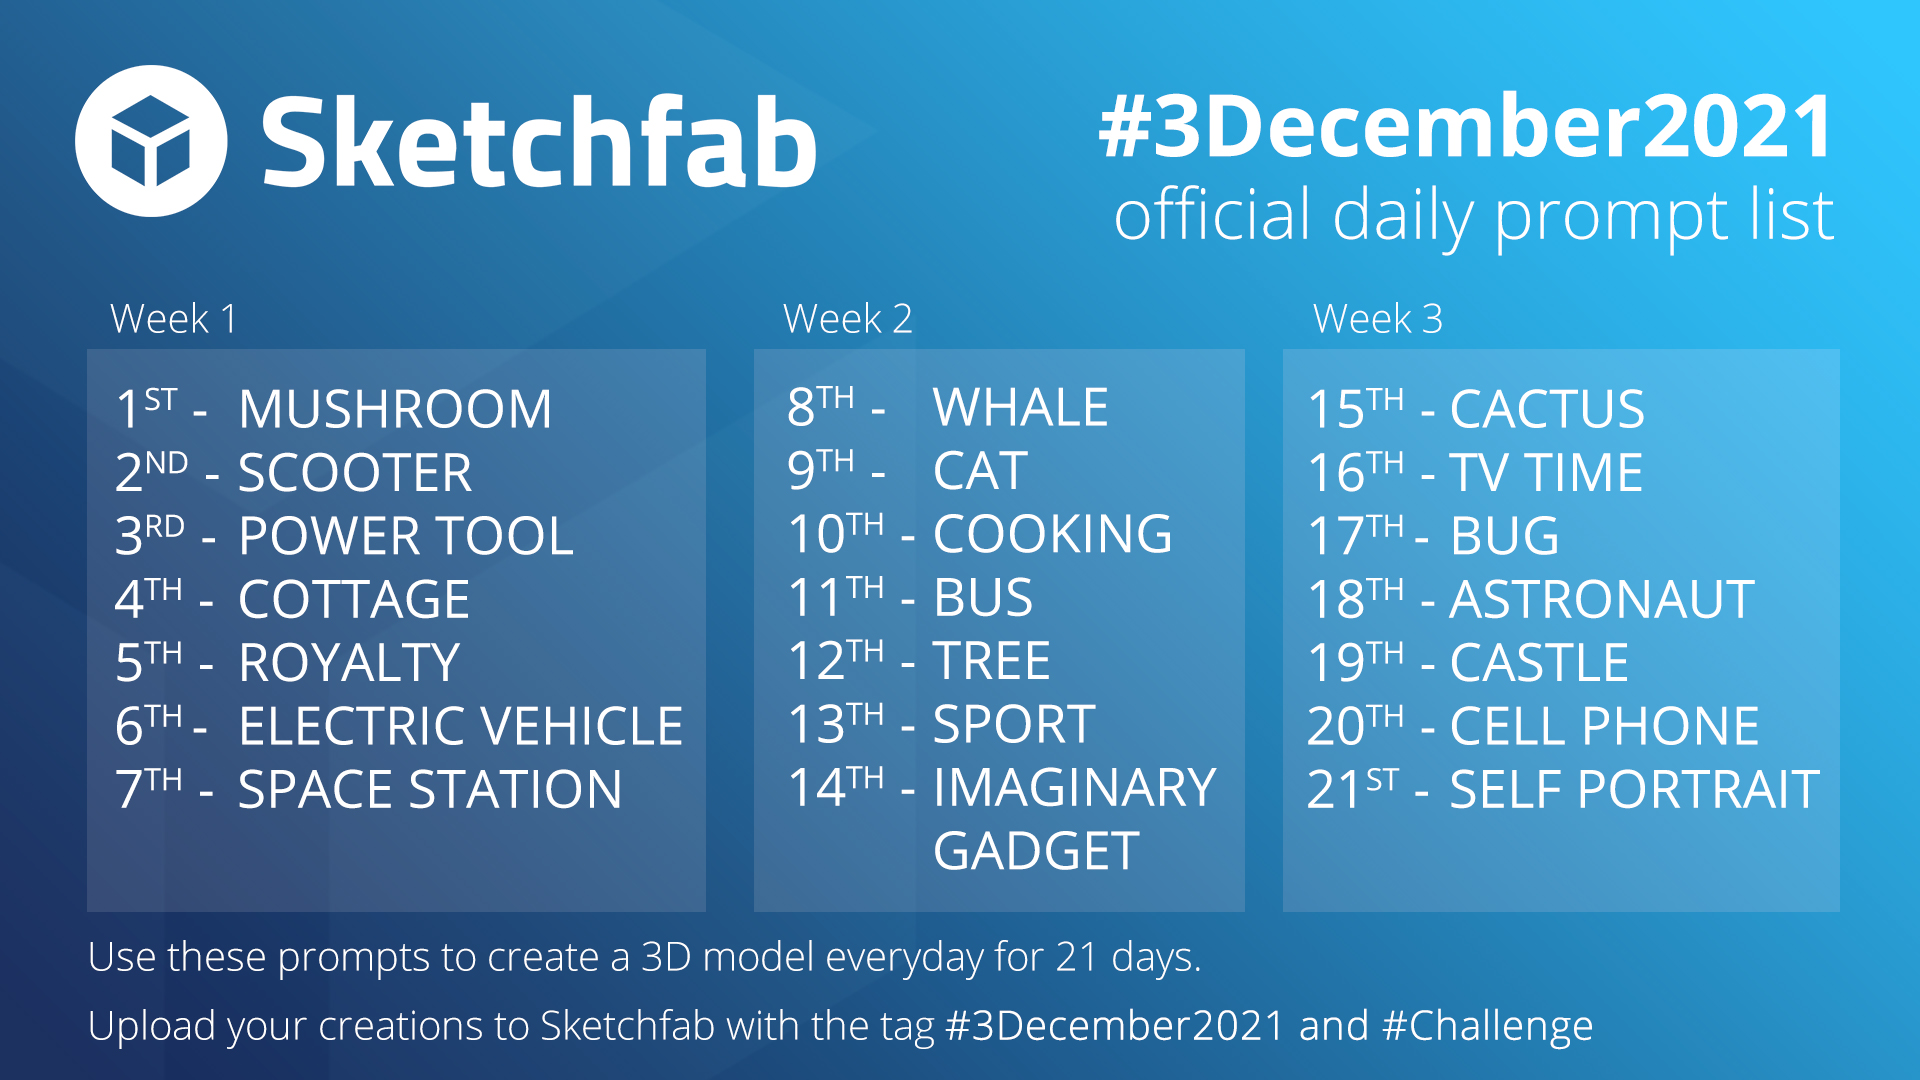 Sketchfab
#3December2021
official daily prompt list
Week 1
1ST - MUSHROOM
2ND - SCOOTER
3RD - POWER TOOL
4TH - COTTAGE
5TH - ROYALTY
6TH - ELECTRIC VEHICLE
7TH - SPACE STATION
Week 2
8TH - WHALE
9TH - CAT
10TH - COOKING
11TH - BUS
12TH - TREE
13TH - SPORT
14TH - IMAGINARY
GADGET
Week 3
15TH - CACTUS
16TH - TV TIME
17TH - BUG
18TH - ASTRONAUT
19TH - CASTLE
20TH - CELL PHONE
21ST - SELF PORTRAIT
Use these prompts to create a 3D model everyday for 21 days.
Upload your creations to Sketchfab with the tag #3December2021 and #Challenge